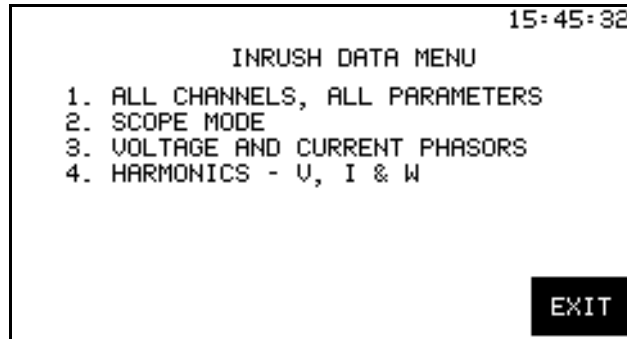 15:45:32
INRUSH DATA MENU
1. ALL CHANNELS, ALL PARAMETERS
2. SCOPE MODE
3. VOLTAGE AND CURRENT PHASORS
4. HARMONICS - V, I & W
EXIT